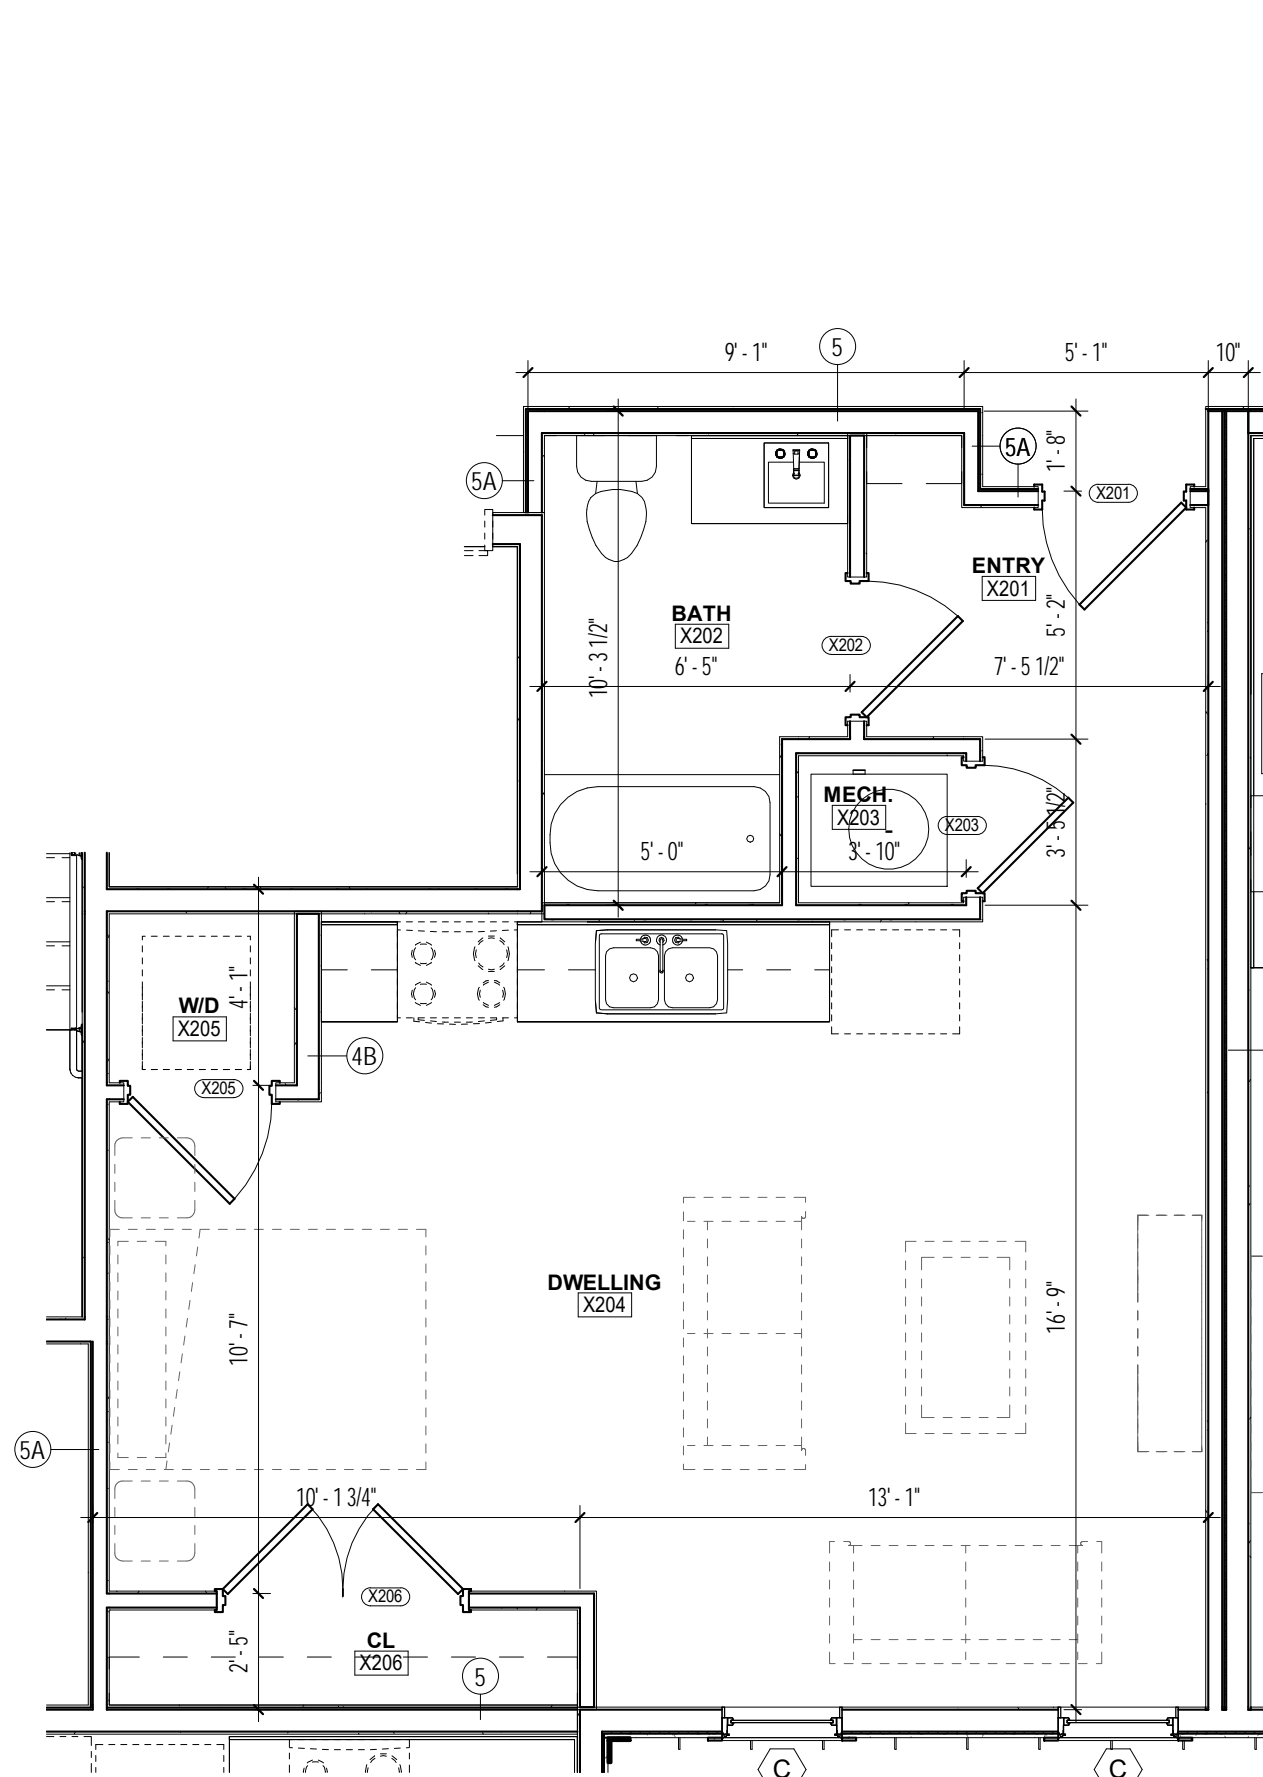 9' - 1"
5
5' - 1"
10"
5A
1' - 8"
5A
X201
ENTRY
X201
5' - 2"
BATH
X202
X202
10' - 3 1/2"
6' - 5"
7' - 5 1/2"
MECH.
X203
X203
3' - 5 1/2"
5' - 0"
3' - 10"
4' - 1"
W/D
X205
4B
X205
DWELLING
X204
10' - 7"
16' - 9"
5A
10' - 1 3/4"
13' - 1"
X206
CL
X206
2' - 5"
5
C
C